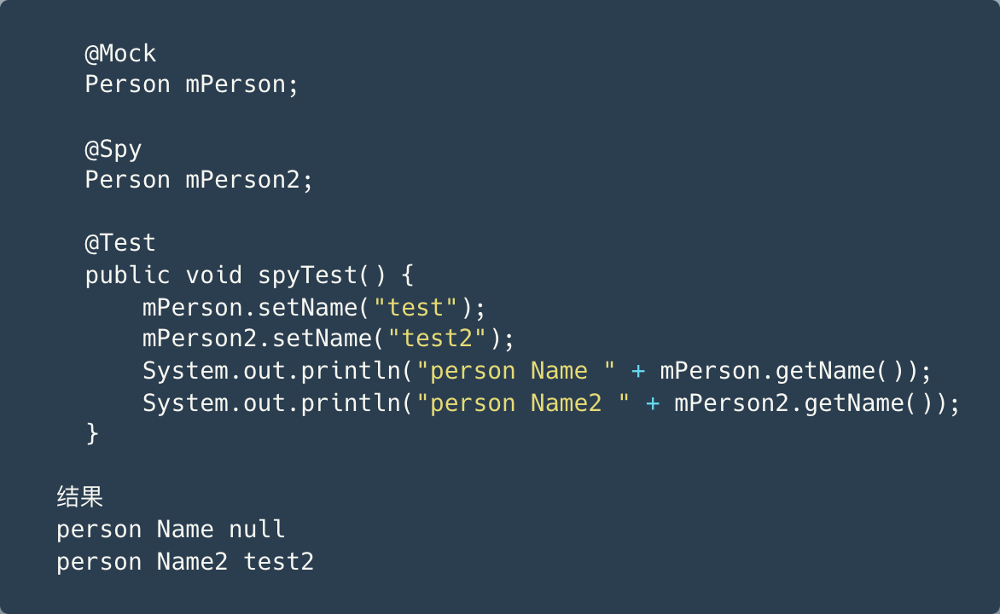 @Mock
Person mPerson;
@Spy
Person mPerson2;
@Test
public void spyTest() {
mPerson.setName("test");
mPerson2.setName("test2");
System.out.println("person Name " + mPerson.getName());
System.out.println("person Name2 " + mPerson2.getName());
}
结果
person Name null
person Name2 test2